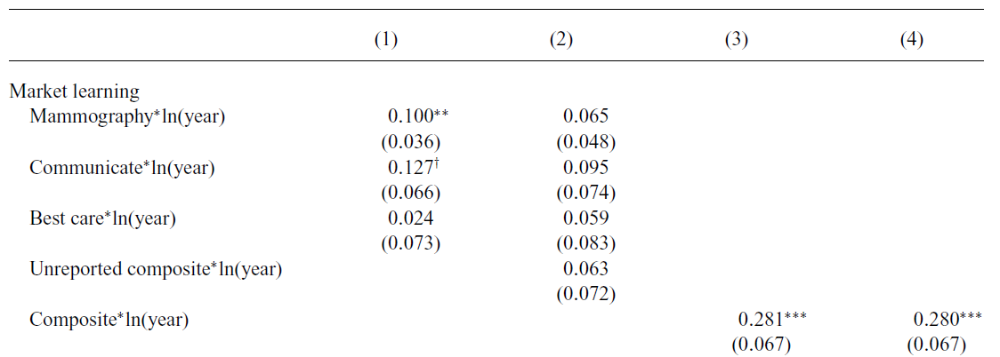 (1) (2) (3) (4)
Market learning
Mammography*ln(year) 0.100** 0.065
(0.036) (0.048)
Communicate*ln(year) 0.127† 0.095
(0.066) (0.074)
Best care*ln(year) 0.024 0.059
(0.073) (0.083)
Unreported composite*ln(year) 0.063
(0.072)
Composite*ln(year) 0.281*** 0.280***
(0.067) (0.067)